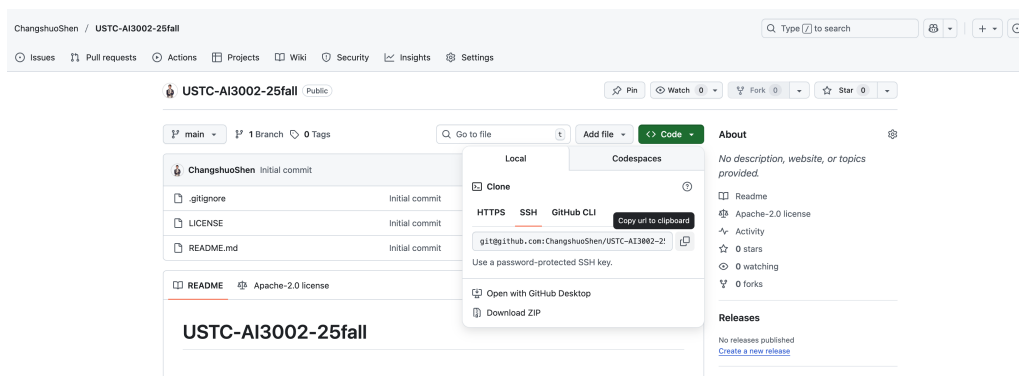 ChangshuoShen / USTC-AI3002-25fall
Type / to search
Issues Pull requests Actions Projects Wiki Security Insights Settings
USTC-AI3002-25fall Public
Pin Watch 0 Fork 0 Star 0
main 1 Branch 0 Tags
Go to file t Add file Code
ChangshuoShen Initial commit
.gitignore Initial commit
LICENSE Initial commit
README.md Initial commit
README Apache-2.0 license
USTC-AI3002-25fall
Local Codespaces
Clone
HTTPS SSH GitHub CLI
Copy url to clipboard
git@github.com:ChangshuoShen/USTC-AI3002-2
Use a password-protected SSH key.
Open with GitHub Desktop
Download ZIP
About
No description, website, or topics
provided.
Readme
Apache-2.0 license
Activity
0 stars
0 watching
0 forks
Releases
No releases published
Create a new release